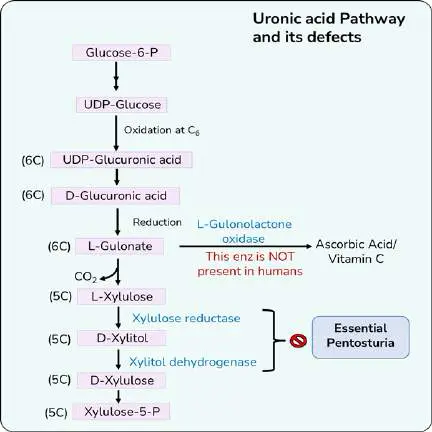 Uronic acid Pathway
and its defects
Glucose-6-P
UDP-Glucose
Oxidation at C₆
(6C) UDP-Glucuronic acid
(6C) D-Glucuronic acid
Reduction
L-Gulonolactone
oxidase
(6C) L-Gulonate
This enz is NOT
present in humans
Ascorbic Acid/
Vitamin C
CO₂
(5C) L-Xylulose
Xylulose reductase
(5C) D-Xylitol
Xylitol dehydrogenase
Essential
Pentosturia
(5C) D-Xylulose
(5C) Xylulose-5-P